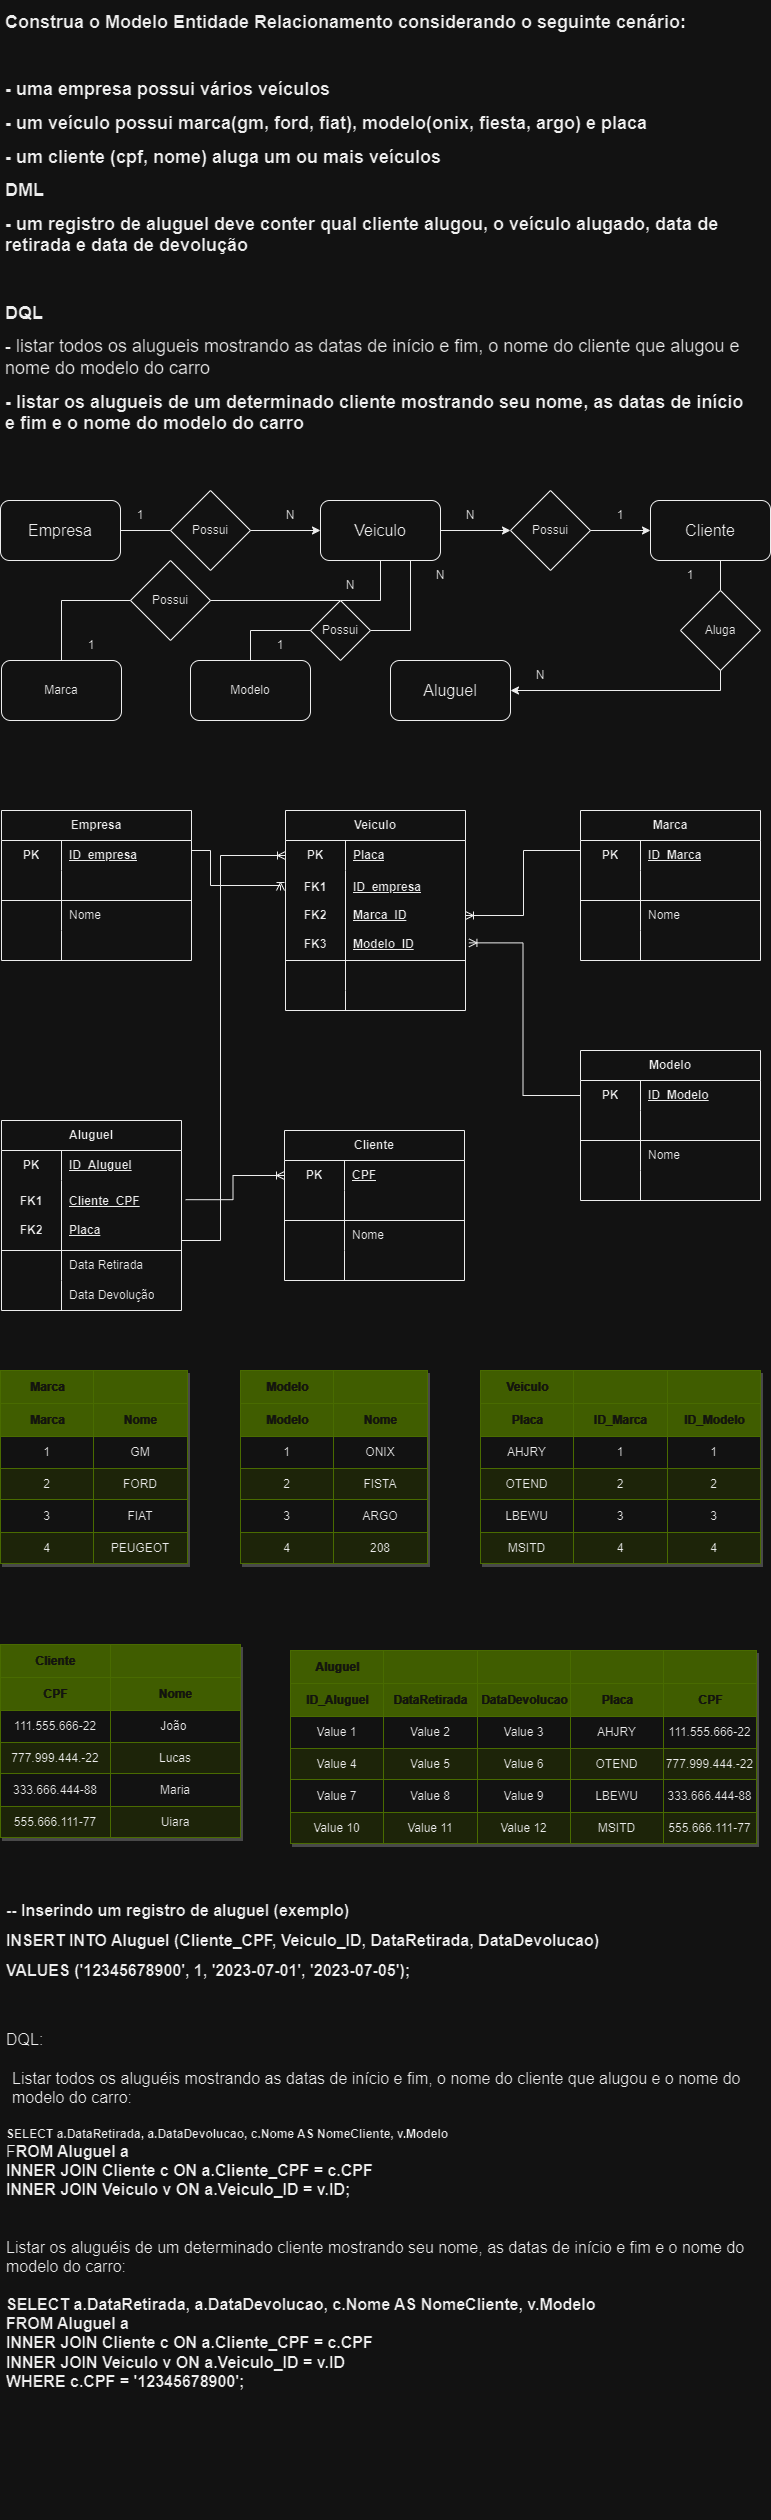 Construa o Modelo Entidade Relacionamento considerando o seguinte cenário:
- uma empresa possui vários veículos
- um veículo possui marca(gm, ford, fiat), modelo(onix, fiesta, argo) e placa
- um cliente (cpf, nome) aluga um ou mais veículos
DML
- um registro de aluguel deve conter qual cliente alugou, o veículo alugado, data de
retirada e data de devolução
DQL
- listar todos os alugueis mostrando as datas de início e fim, o nome do cliente que alugou e
nome do modelo do carro
- listar os alugueis de um determinado cliente mostrando seu nome, as datas de início
e fim e o nome do modelo do carro
Empresa 1 Possui N Veiculo N Possui 1 Cliente
Possui N N 1
1 Possui 1 Aluga
Marca Modelo Aluguel N
Empresa
PK ID_empresa
Nome
Veiculo
PK Placa
FK1 ID_empresa
FK2 Marca_ID
FK3 Modelo_ID
Marca
PK ID_Marca
Nome
Modelo
PK ID_Modelo
Nome
Aluguel
PK ID_Aluguel
FK1 Cliente_CPF
FK2 Placa
Data Retirada
Data Devolução
Cliente
PK CPF
Nome
Marca
Marca Nome
1 GM
2 FORD
3 FIAT
4 PEUGEOT
Modelo
Modelo Nome
1 ONIX
2 FISTA
3 ARGO
4 208
Veiculo
Placa ID_Marca ID_Modelo
AHJRY 1 1
OTEND 2 2
LBEWU 3 3
MSITD 4 4
Cliente
CPF Nome
111.555.666-22 João
777.999.444.-22 Lucas
333.666.444-88 Maria
555.666.111-77 Uiara
Aluguel
ID_Aluguel DataRetirada DataDevolucao Placa CPF
Value 1 Value 2 Value 3 AHJRY 111.555.666-22
Value 4 Value 5 Value 6 OTEND 777.999.444.-22
Value 7 Value 8 Value 9 LBEWU 333.666.444-88
Value 10 Value 11 Value 12 MSITD 555.666.111-77
-- Inserindo um registro de aluguel (exemplo)
INSERT INTO Aluguel (Cliente_CPF, Veiculo_ID, DataRetirada, DataDevolucao)
VALUES ('12345678900', 1, '2023-07-01', '2023-07-05');
DQL:
Listar todos os aluguéis mostrando as datas de início e fim, o nome do cliente que alugou e o nome do
modelo do carro:
SELECT a.DataRetirada, a.DataDevolucao, c.Nome AS NomeCliente, v.Modelo
FROM Aluguel a
INNER JOIN Cliente c ON a.Cliente_CPF = c.CPF
INNER JOIN Veiculo v ON a.Veiculo_ID = v.ID;
Listar os aluguéis de um determinado cliente mostrando seu nome, as datas de início e fim e o nome do
modelo do carro:
SELECT a.DataRetirada, a.DataDevolucao, c.Nome AS NomeCliente, v.Modelo
FROM Aluguel a
INNER JOIN Cliente c ON a.Cliente_CPF = c.CPF
INNER JOIN Veiculo v ON a.Veiculo_ID = v.ID
WHERE c.CPF = '12345678900';